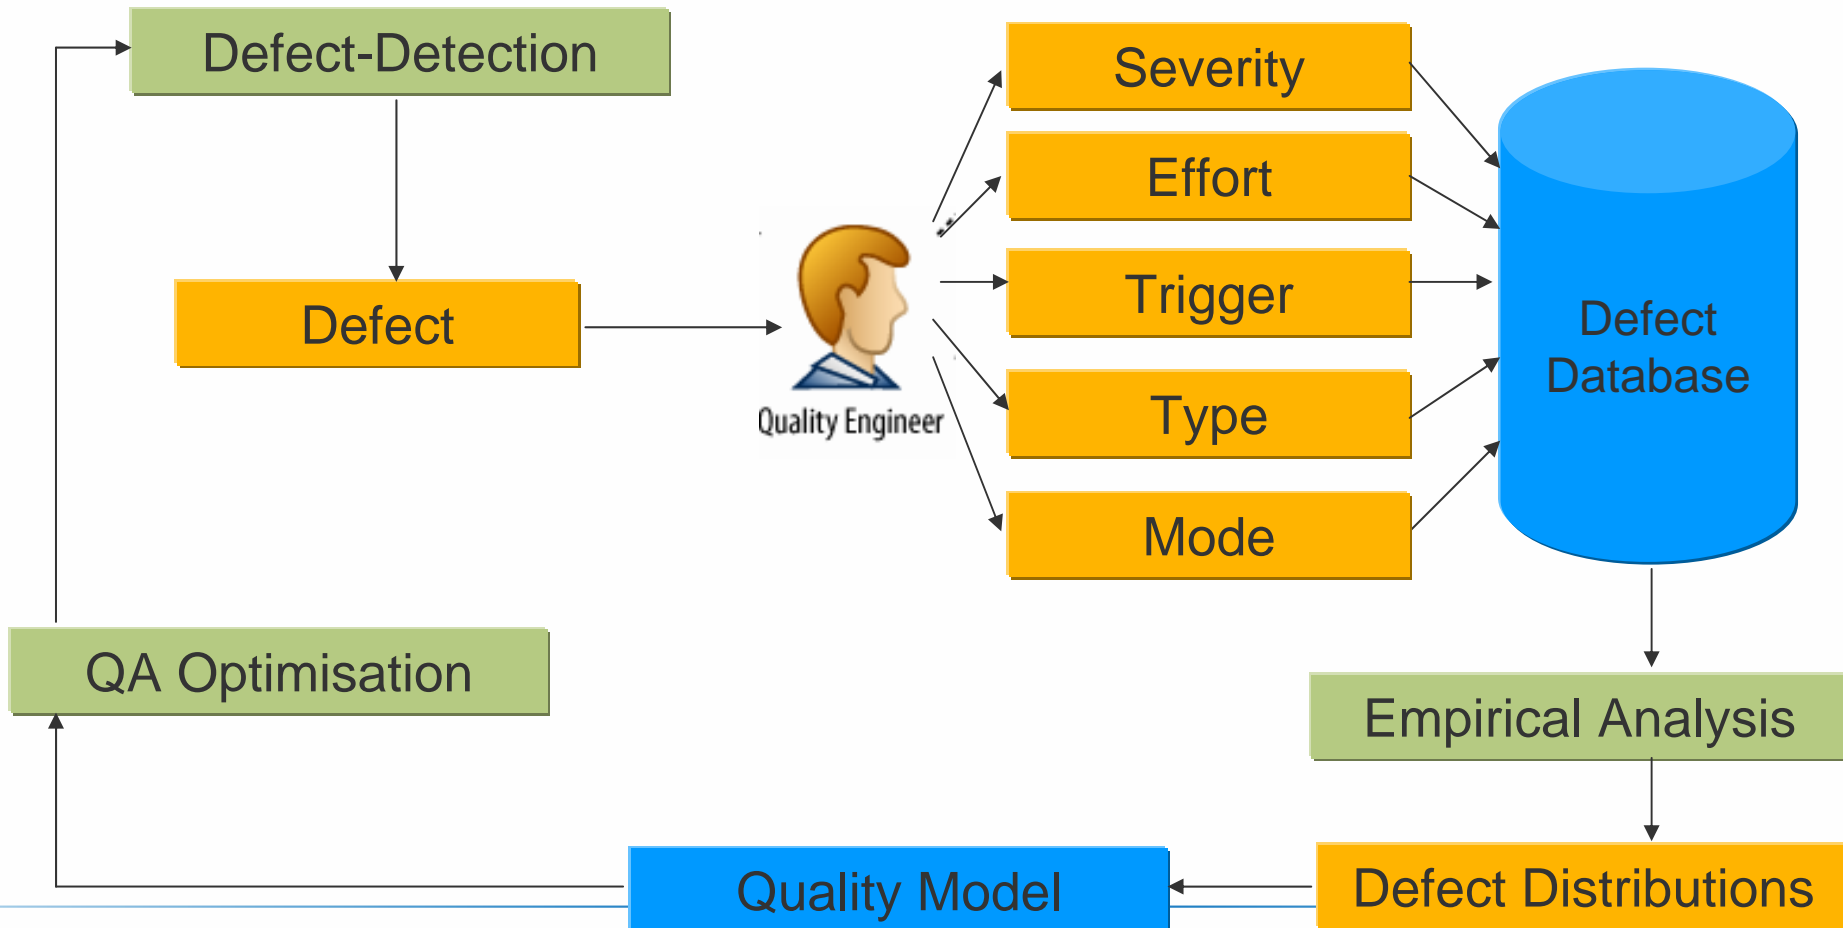 Defect-Detection
Severity
Effort
Trigger
Defect
Quality Engineer
Type
Mode
Defect
Database
QA Optimisation
Empirical Analysis
Quality Model
Defect Distributions